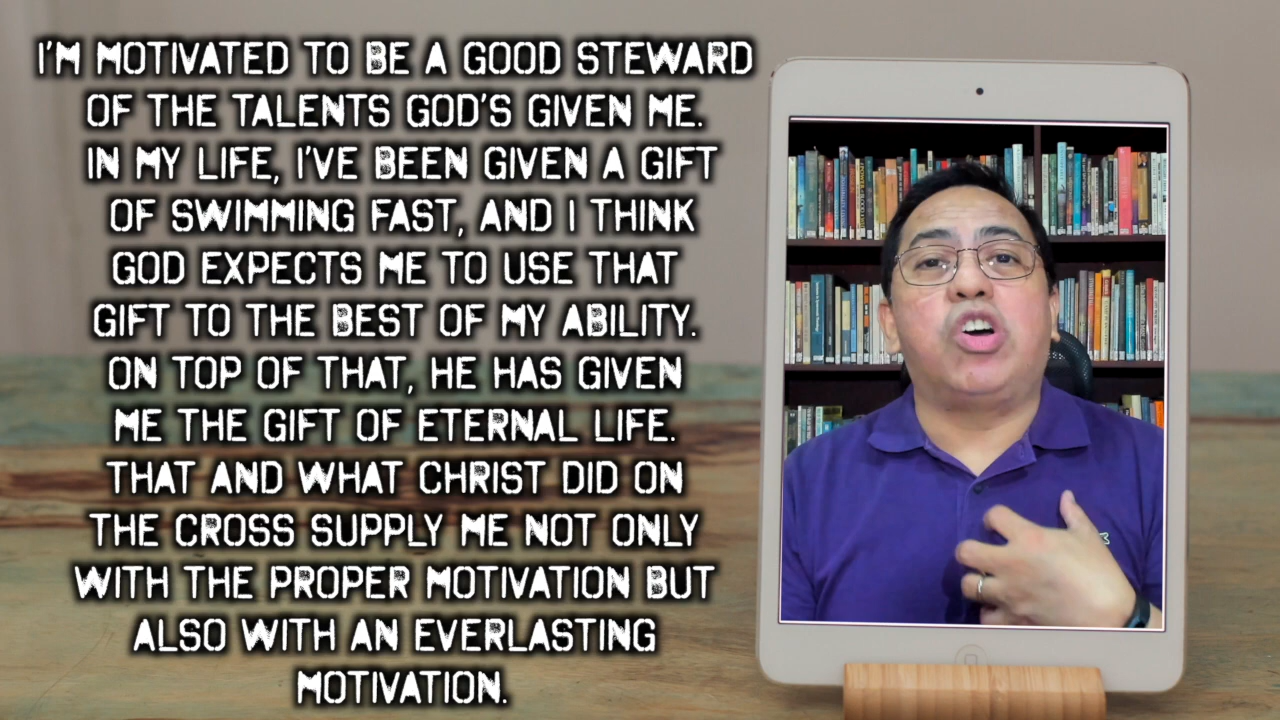 I'M MOTIVATED TO BE A GOOD STEWARD
OF THE TALENTS GOD'S GIVEN ME.
IN MY LIFE, I'VE BEEN GIVEN A GIFT
OF SWIMMING FAST, AND I THINK
GOD EXPECTS ME TO USE THAT
GIFT TO THE BEST OF MY ABILITY.
ON TOP OF THAT, HE HAS GIVEN
ME THE GIFT OF ETERNAL LIFE.
THAT AND WHAT CHRIST DID ON
THE CROSS SUPPLY ME NOT ONLY
WITH THE PROPER MOTIVATION BUT
ALSO WITH AN EVERLASTING
MOTIVATION.